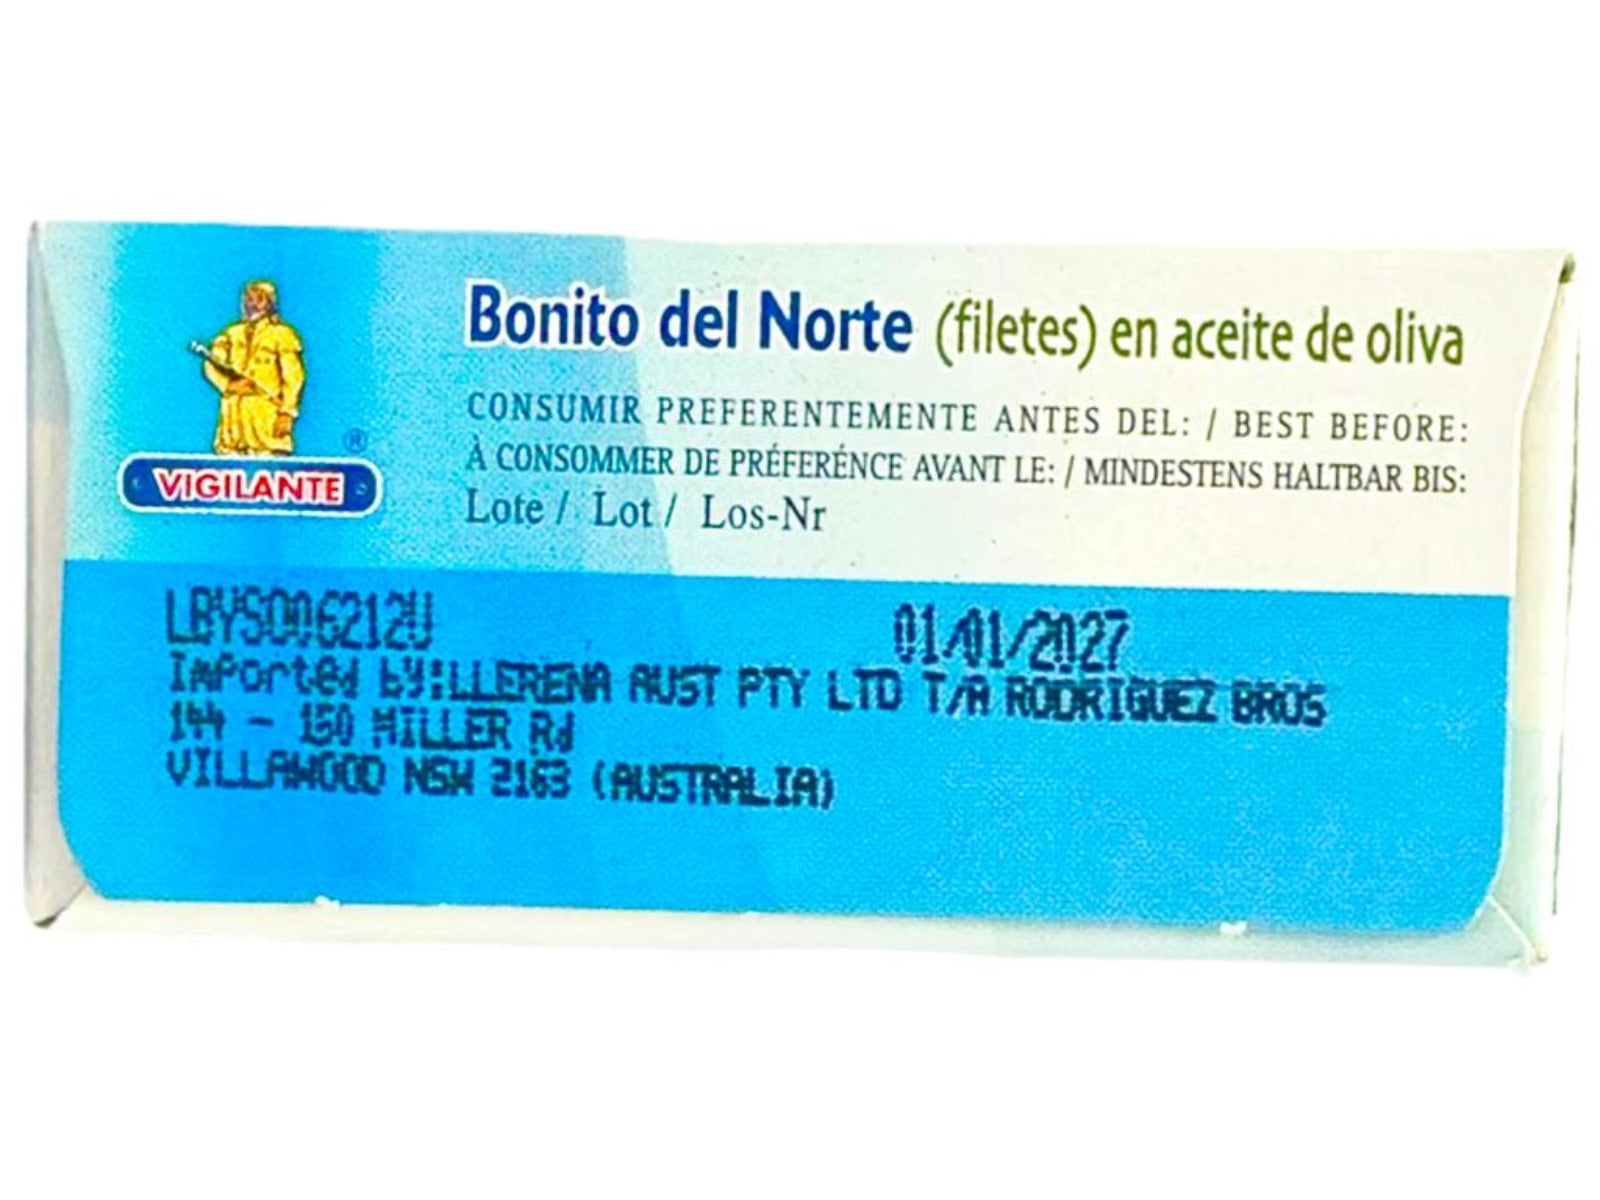 Bonito del Norte (filetes) en aceite de oliva
CONSUMIR PREFERENTEMENTE ANTES DEL: / BEST BEFORE:
À CONSOMMER DE PRÉFERÉNCE AVANT LE: / MINDESTENS HALTBAR BIS:
Lote / Lot / Los-Nr
®
VIGILANTE
LBYS006212U 01/01/2027
Imported by:LLERENA AUST PTY LTD T/A RODRIGUEZ BROS
144 - 150 MILLER Rd
VILLAWOOD NSW 2163 (AUSTRALIA)